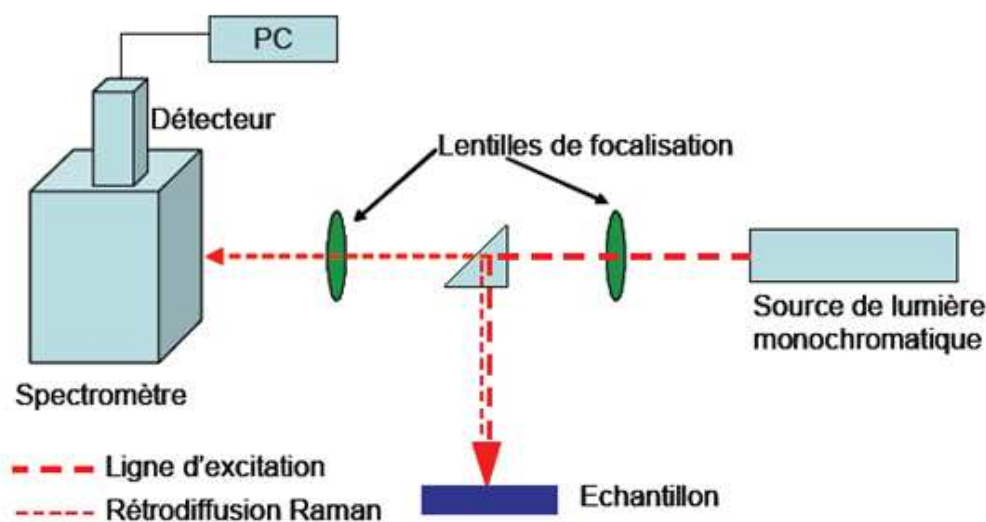 PC
Détecteur
Lentilles de focalisation
Source de lumière
monochromatique
Spectromètre
Ligne d'excitation
Rétrodiffusion Raman
Echantillon